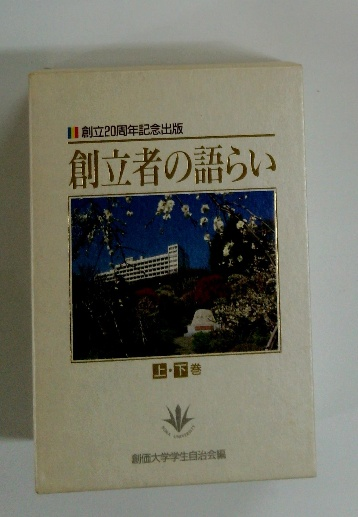 創立20周年記念出版
創立者の語らい
上・下巻
創価大学学生自治会編